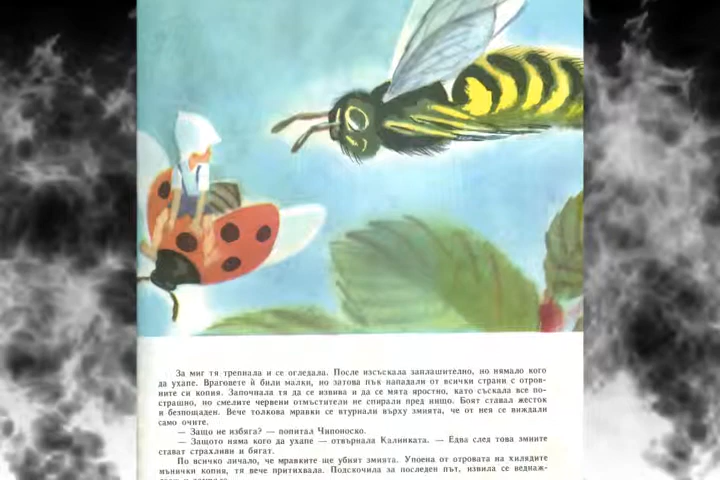 За миг тя трепнала и се огледала. После изсъскала заплашително, но нямало кого
да ухапе. Враговете ѝ били малки, но затова пък нападали от всички страни с отров-
ните си копия. Започнала тя да се извива и да се мята яростно, като съскала все по-
страшно, но смелите червени отмъстители не спирали пред нищо. Боят ставал жесток
и безпощаден. Вече толкова мравки се втурнали върху змията, че от нея се виждали
само очите.
— Защо не избяга? — попитал Чипоноско.
— Защото няма кого да ухапе — отвърнала Калинката. — Едва след това змиите
стават страхливи и бягат.
По всичко личало, че мравките ще убият змията. Упоена от отровата на хилядите
мънички копия, тя вече притихвала. Подскочила за последен път, извила се веднаж-